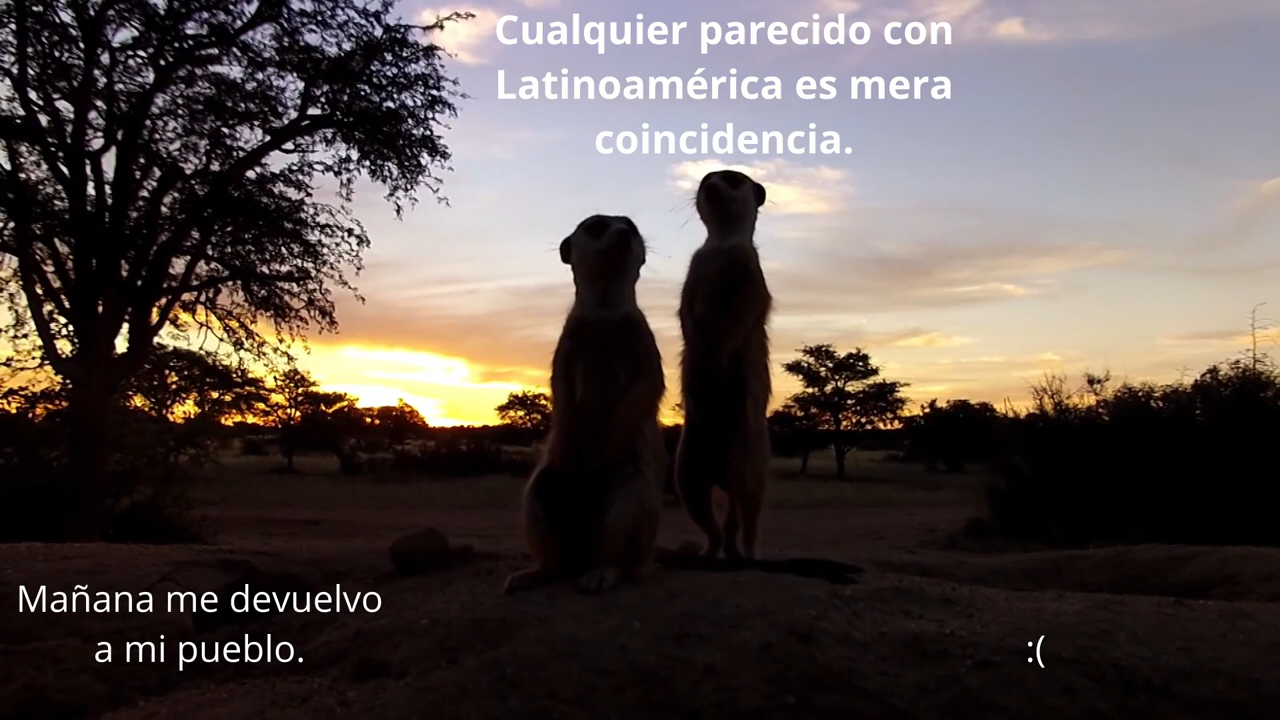 Cualquier parecido con
Latinoamérica es mera
coincidencia.
Mañana me devuelvo
a mi pueblo.
:(